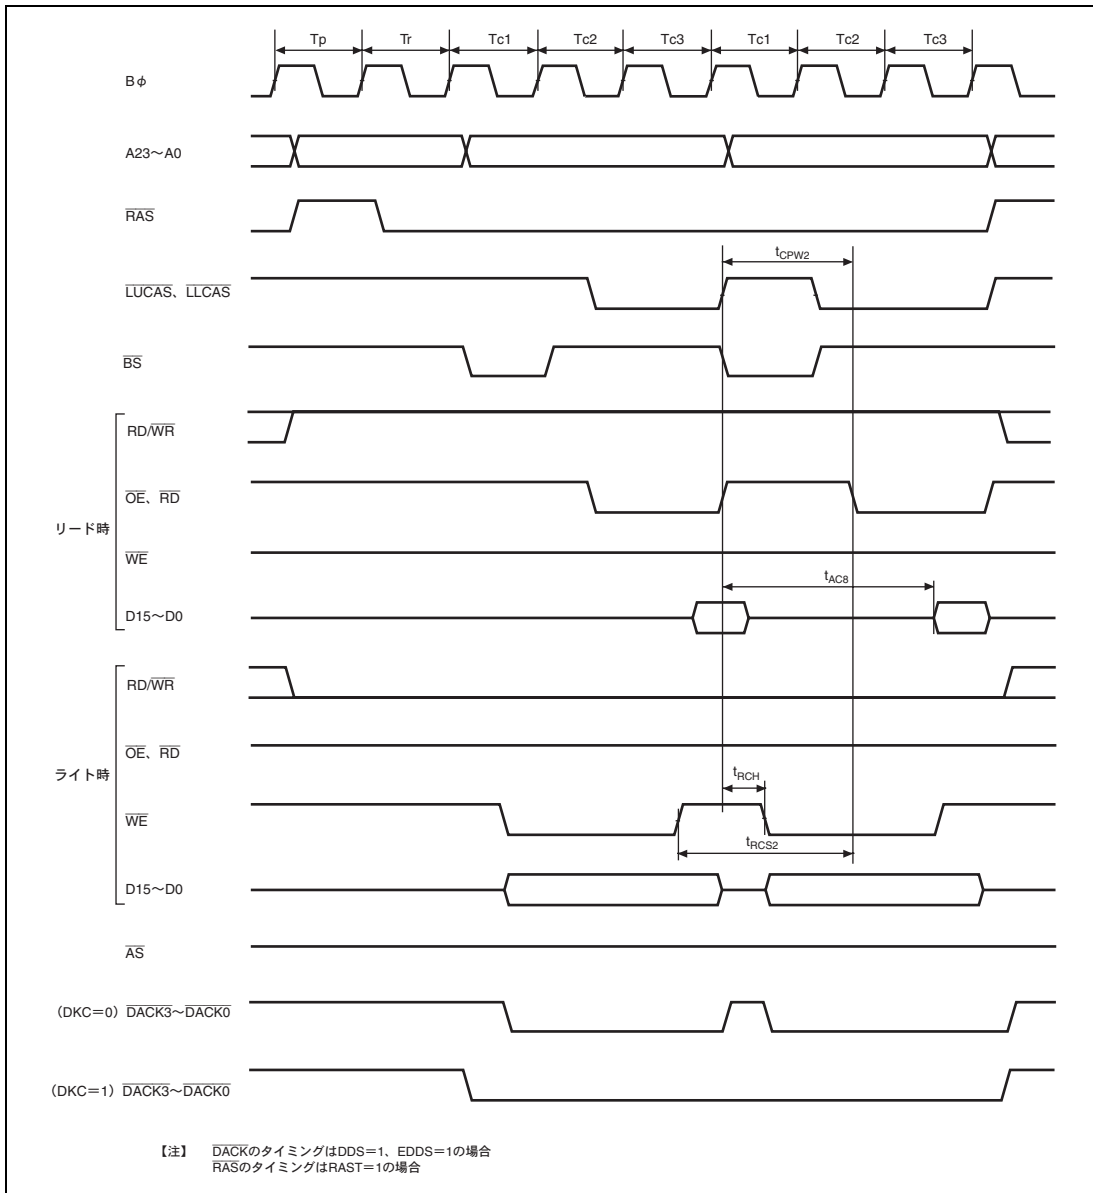 Tp Tr Tc1 Tc2 Tc3 Tc1 Tc2 Tc3
Bφ
A23〜A0
RAS
tCPW2
LUCAS、LLCAS
BS
RD/WR
OE、RD
リード時
WE
tAC8
D15〜D0
RD/WR
OE、RD
ライト時
tRCH
WE
tRCS2
D15〜D0
AS
（DKC＝0）DACK3〜DACK0
（DKC＝1）DACK3〜DACK0
【注】 DACKのタイミングはDDS＝1、EDDS＝1の場合
RASのタイミングはRAST＝1の場合